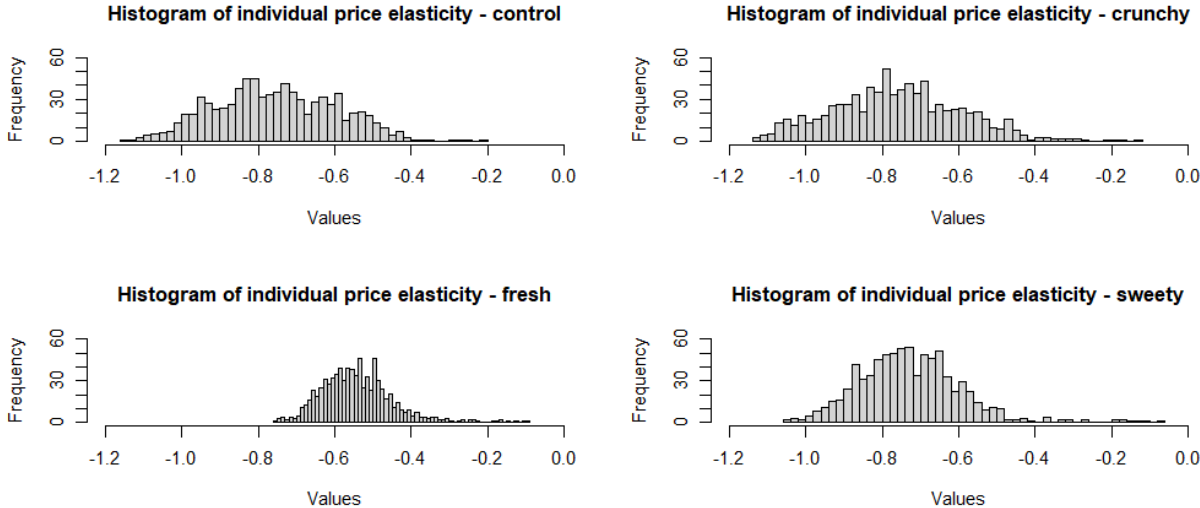 Histogram of individual price elasticity - control
Frequency
0 30 60
-1.2 -1.0 -0.8 -0.6 -0.4 -0.2 0.0
Values
Histogram of individual price elasticity - crunchy
Frequency
0 30 60
-1.2 -1.0 -0.8 -0.6 -0.4 -0.2 0.0
Values
Histogram of individual price elasticity - fresh
Frequency
0 30 60
-1.2 -1.0 -0.8 -0.6 -0.4 -0.2 0.0
Values
Histogram of individual price elasticity - sweety
Frequency
0 30 60
-1.2 -1.0 -0.8 -0.6 -0.4 -0.2 0.0
Values